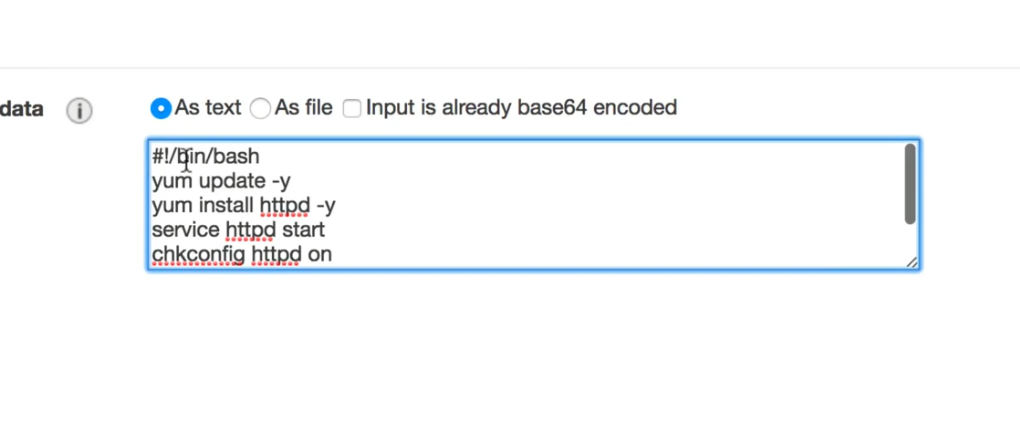 data i As text As file Input is already base64 encoded
#!/bin/bash
yum update -y
yum install httpd -y
service httpd start
chkconfig httpd on